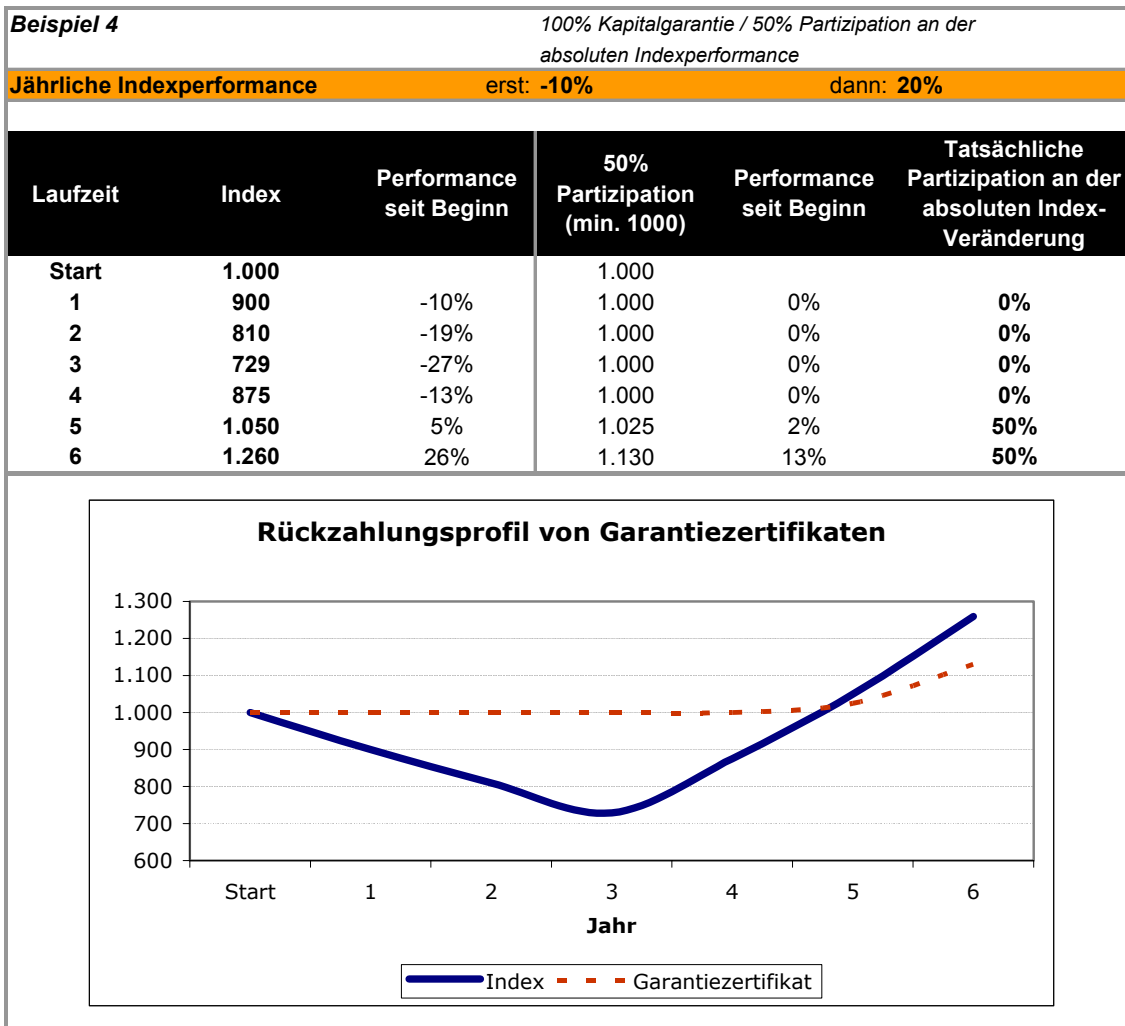 Beispiel 4 100% Kapitalgarantie / 50% Partizipation an der
absoluten Indexperformance
Jährliche Indexperformance erst: -10% dann: 20%
Laufzeit Index Performance seit Beginn 50% Partizipation (min. 1000) Performance seit Beginn Tatsächliche Partizipation an der absoluten Index-Veränderung
Start 1.000 1.000
1 900 -10% 1.000 0% 0%
2 810 -19% 1.000 0% 0%
3 729 -27% 1.000 0% 0%
4 875 -13% 1.000 0% 0%
5 1.050 5% 1.025 2% 50%
6 1.260 26% 1.130 13% 50%
Rückzahlungsprofil von Garantiezertifikaten
1.300
1.200
1.100
1.000
900
800
700
600
Start 1 2 3 4 5 6
Jahr
Index Garantiezertifikat